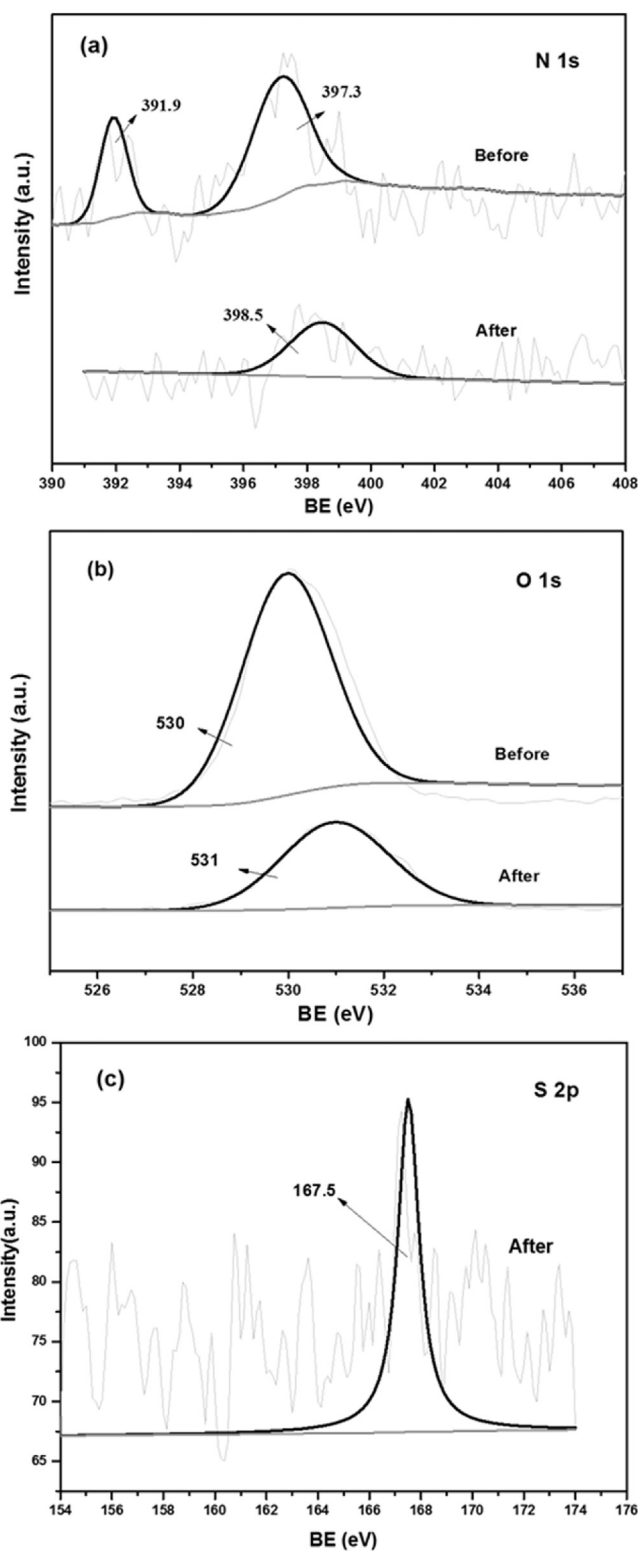 (a)
N 1s
391.9
397.3
Before
398.5
After
Intensity (a.u.)
390 392 394 396 398 400 402 404 406 408
BE (eV)
(b)
O 1s
530
Before
531
After
Intensity (a.u.)
526 528 530 532 534 536
BE (eV)
(c)
S 2p
167.5
After
Intensity(a.u.)
100
95
90
85
80
75
70
65
154 156 158 160 162 164 166 168 170 172 174 176
BE (eV)